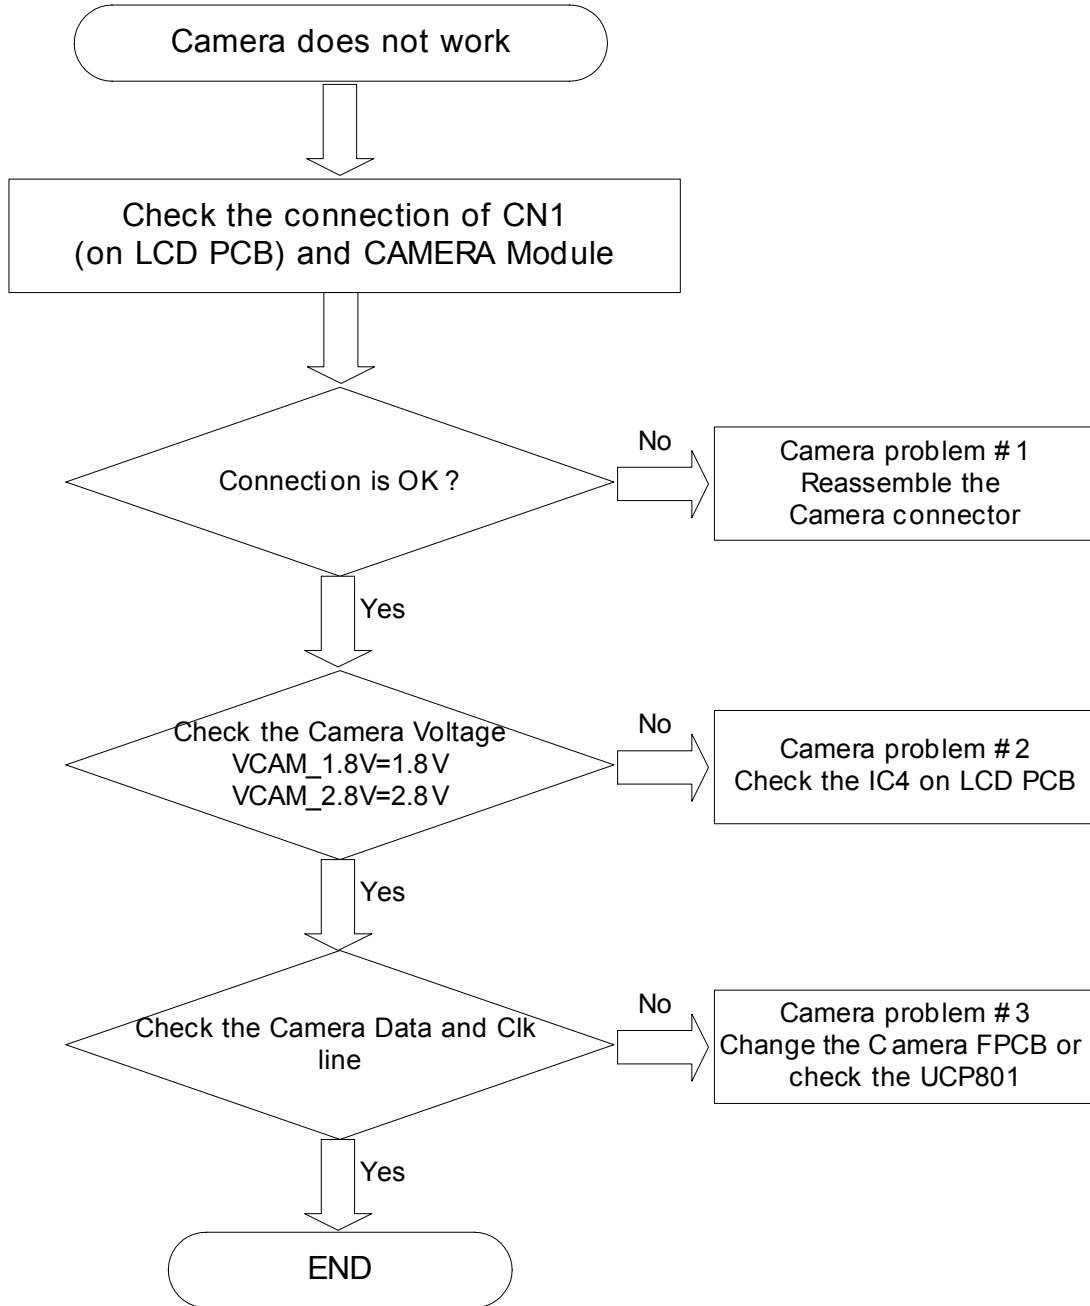 Camera does not work
Check the connection of CN1
(on LCD PCB) and CAMERA Module
Connection is OK ?
No
Camera problem #1
Reassemble the
Camera connector
Yes
Check the Camera Voltage
VCAM_1.8V=1.8V
VCAM_2.8V=2.8V
No
Camera problem #2
Check the IC4 on LCD PCB
Yes
Check the Camera Data and Clk
line
No
Camera problem #3
Change the Camera FPCB or
check the UCP801
Yes
END